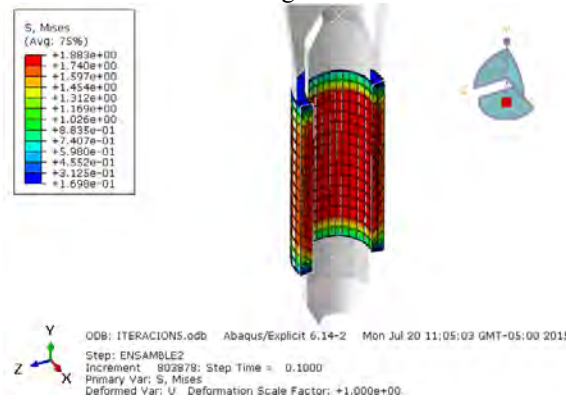 S, Mises
(Avg: 75%)
+1.883e+00
+1.740e+00
+1.597e+00
+1.454e+00
+1.312e+00
+1.169e+00
+1.026e+00
+8.835e-01
+7.407e-01
+5.980e-01
+4.552e-01
+3.125e-01
+1.698e-01
Y
Z
X
ODB: ITERACION5.odb Abaqus/Explicit 6.14-2 Mon Jul 20 11:05:03 GMT-05:00 2015
Step: ENSAMBLE2
Increment 803878: Step Time = 0.1000
Primary Var: S, Mises
Deformed Var: U Deformation Scale Factor: +1.000e+00